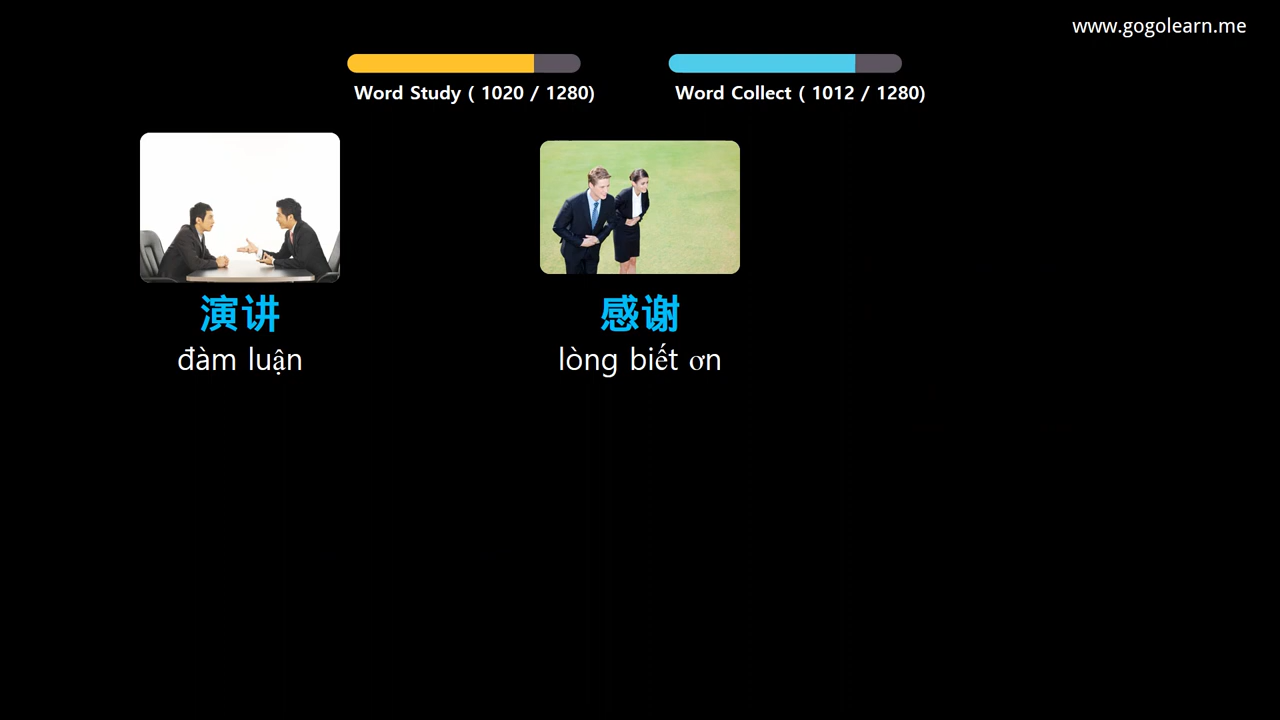 www.gogolearn.me
Word Study ( 1020 / 1280)
Word Collect ( 1012 / 1280)
演讲
感谢
đàm luận
lòng biết ơn